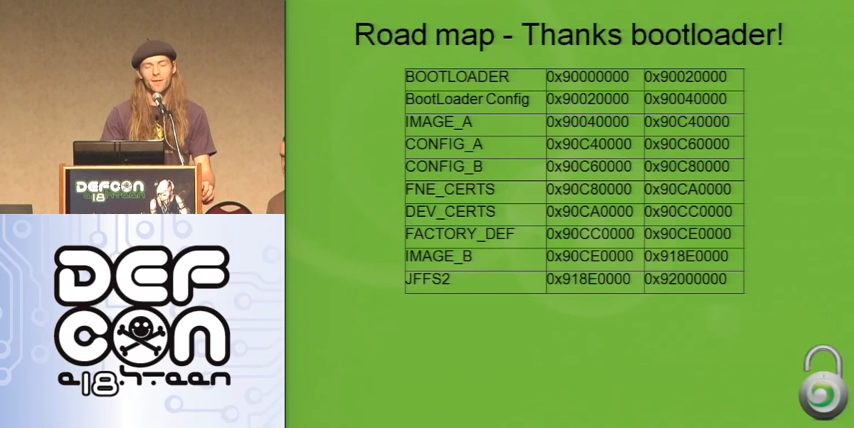 DEFCON
18
DEF
CON
e18hteen
Road map - Thanks bootloader!
BOOTLOADER 0x90000000 0x90020000
BootLoader Config 0x90020000 0x90040000
IMAGE_A 0x90040000 0x90C40000
CONFIG_A 0x90C40000 0x90C60000
CONFIG_B 0x90C60000 0x90C80000
FNE_CERTS 0x90C80000 0x90CA0000
DEV_CERTS 0x90CA0000 0x90CC0000
FACTORY_DEF 0x90CC0000 0x90CE0000
IMAGE_B 0x90CE0000 0x918E0000
JFFS2 0x918E0000 0x92000000